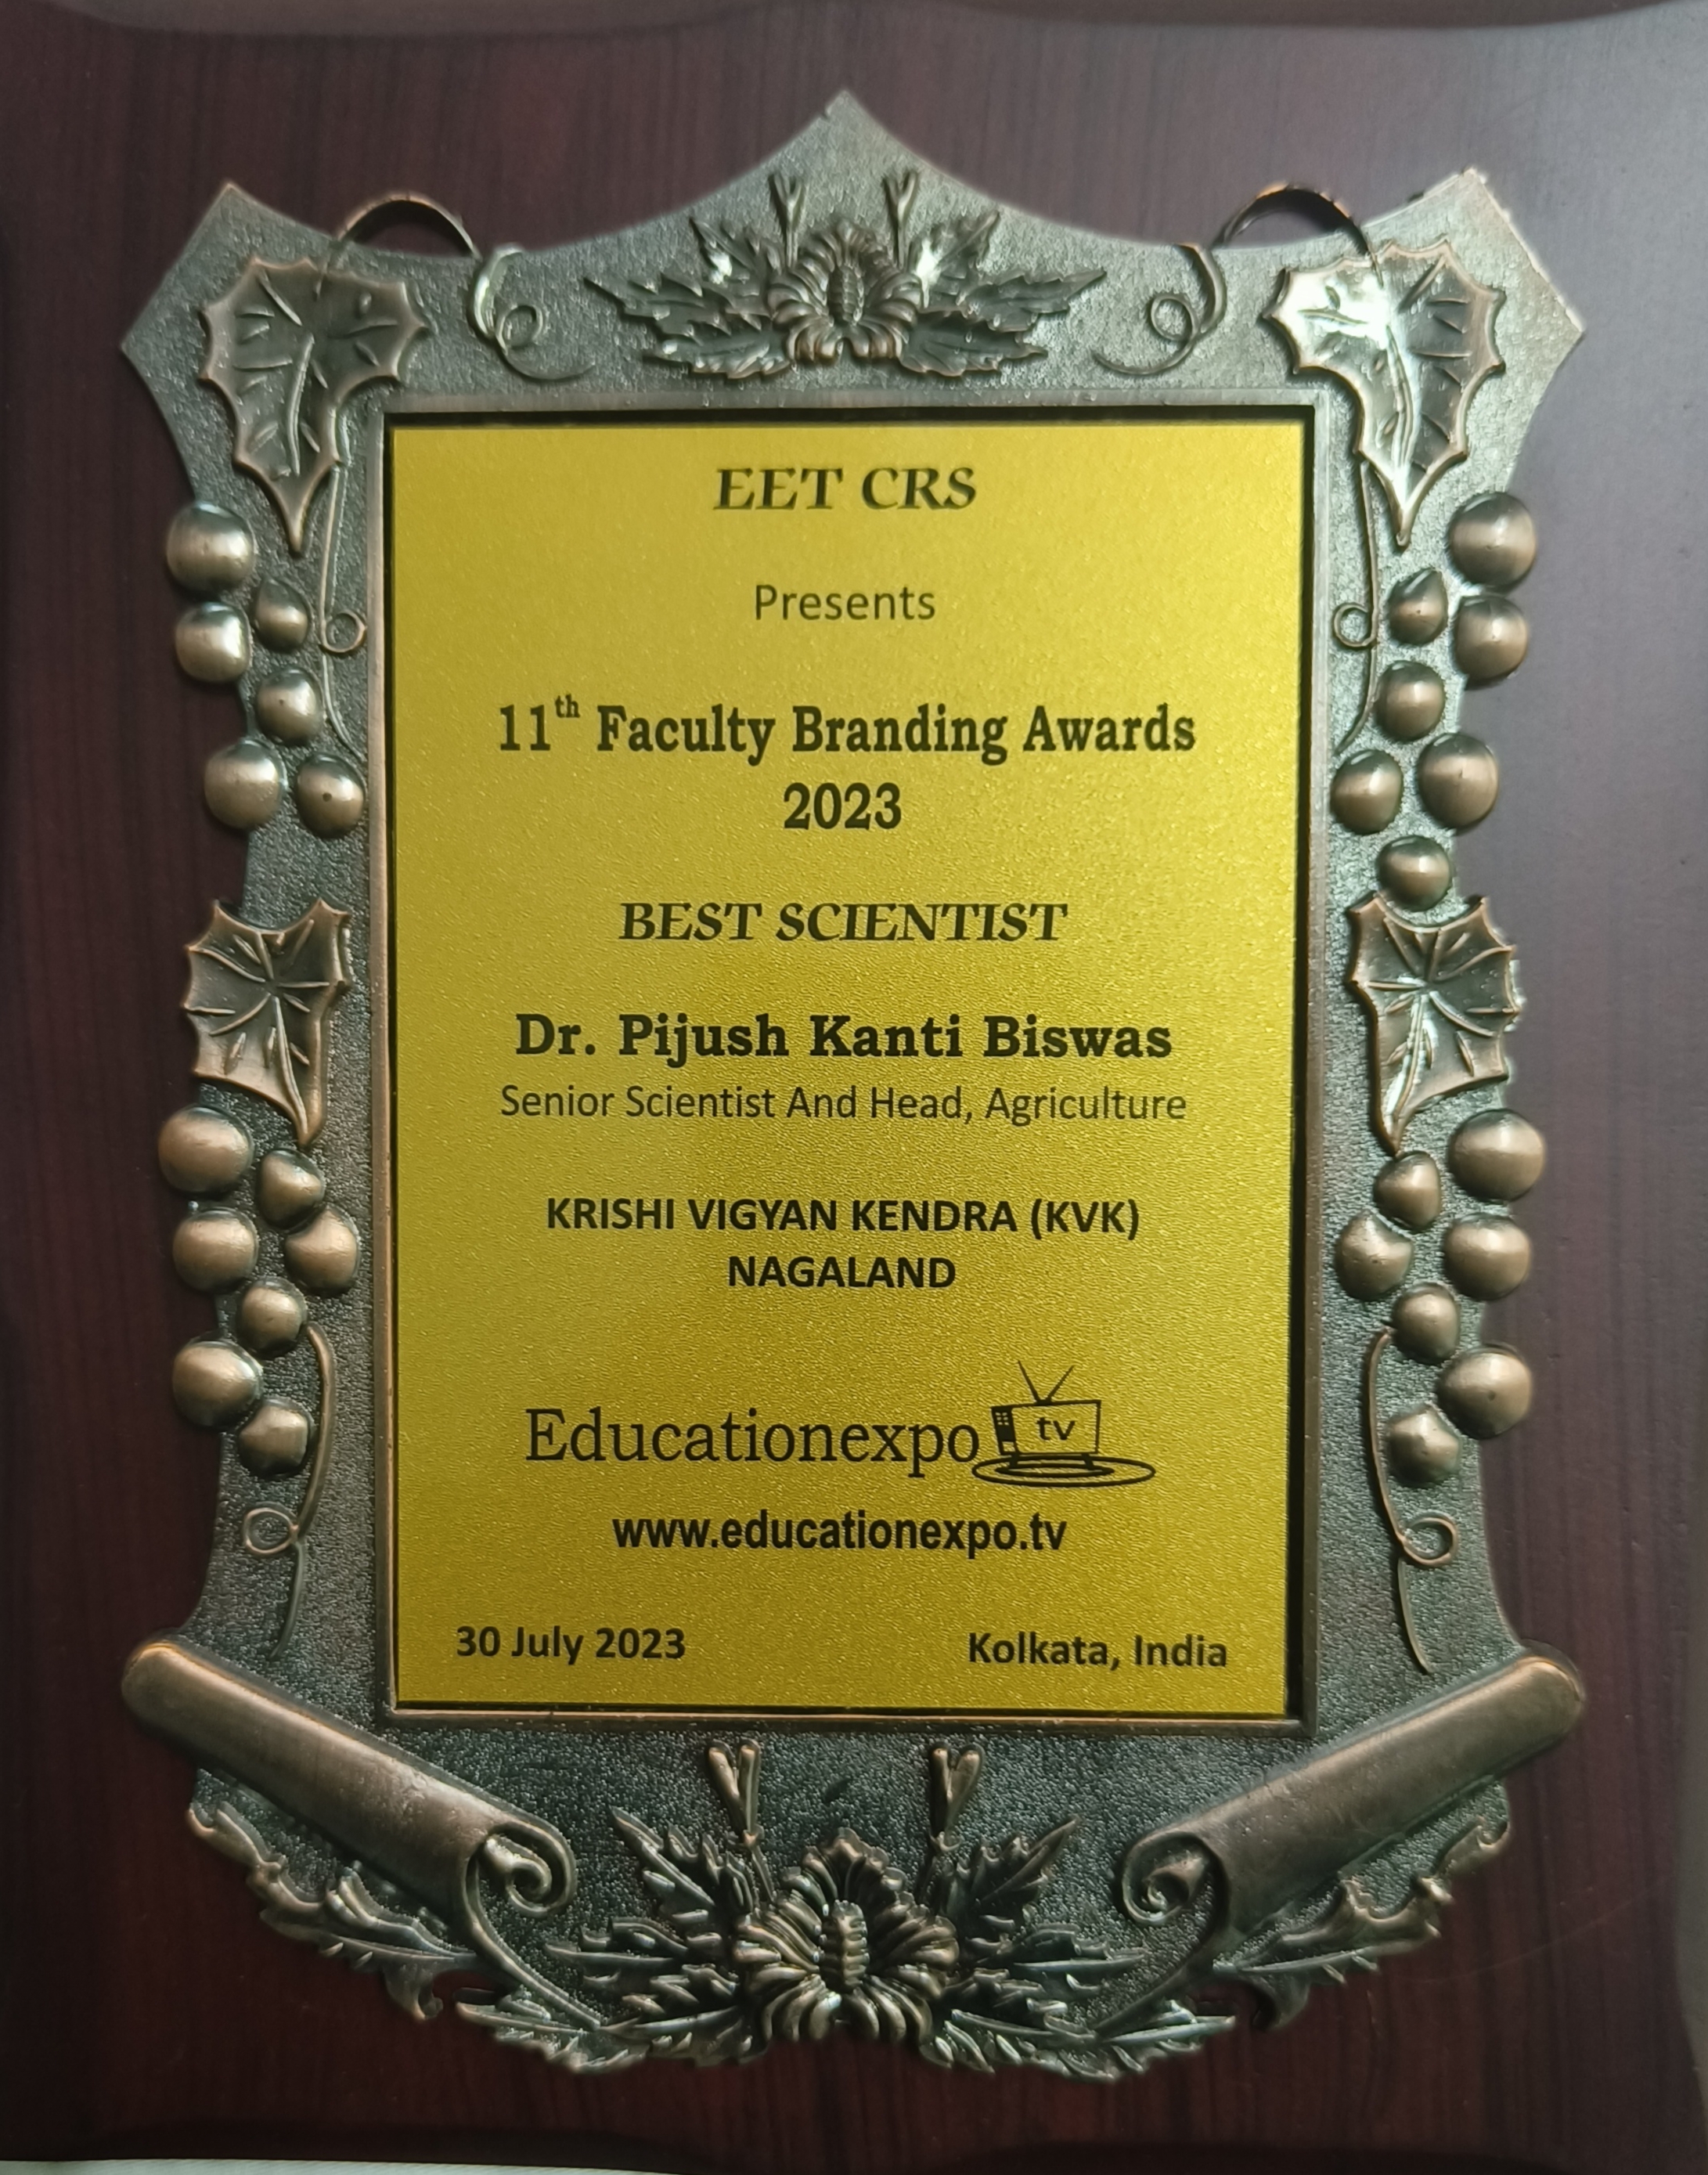 EET CRS
Presents
11th Faculty Branding Awards
2023
BEST SCIENTIST
Dr. Pijush Kanti Biswas
Senior Scientist And Head, Agriculture
KRISHI VIGYAN KENDRA (KVK)
NAGALAND
Educationexpo tv
www.educationexpo.tv
30 July 2023 Kolkata, India